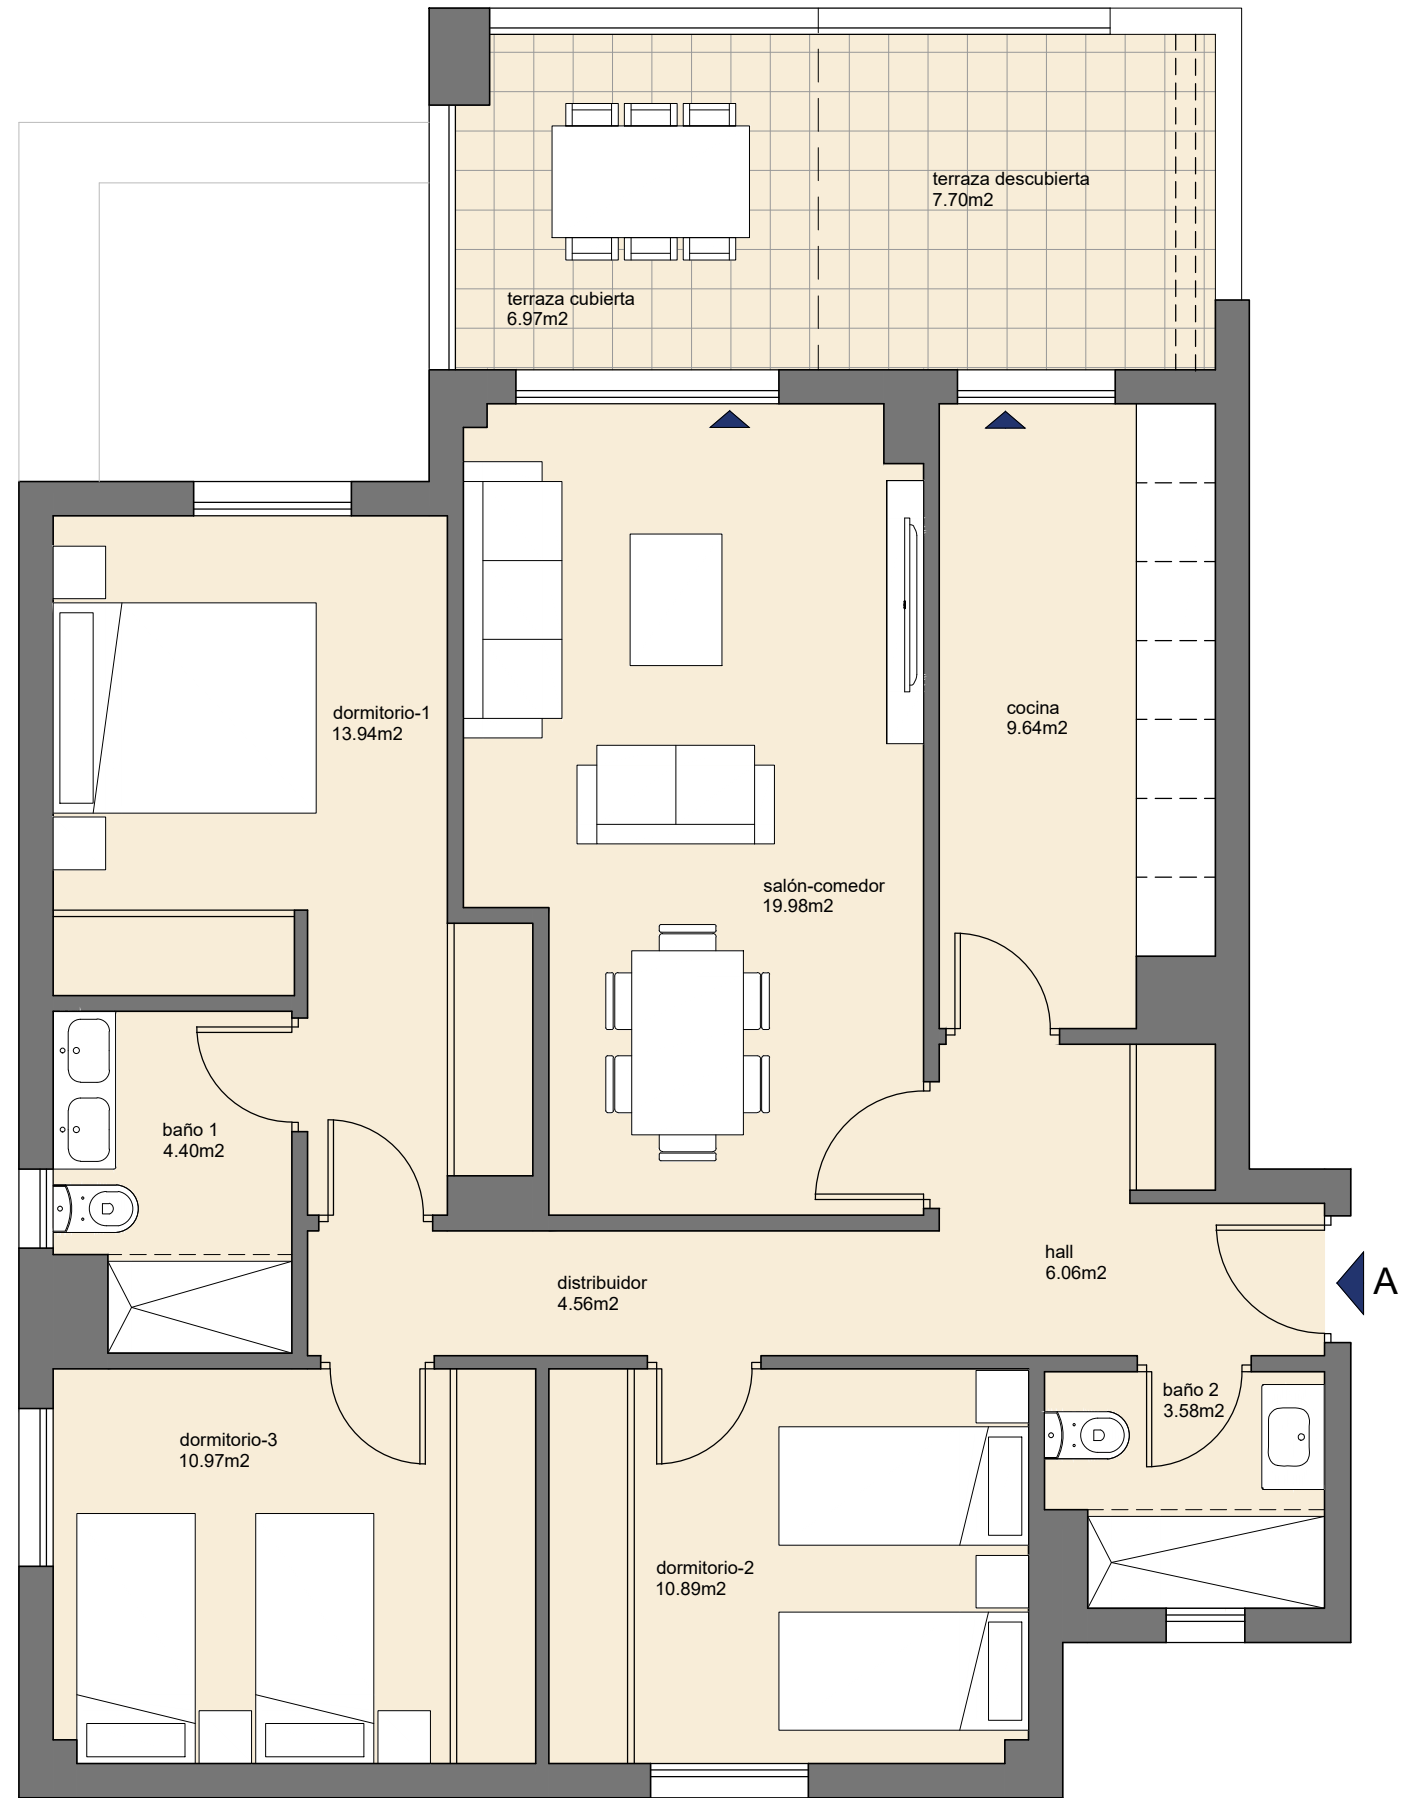 terraza descubierta
7.70m2
terraza cubierta
6.97m2
dormitorio-1
13.94m2
cocina
9.64m2
salón-comedor
19.98m2
baño 1
4.40m2
hall
6.06m2
distribuidor
4.56m2
A
baño 2
3.58m2
dormitorio-3
10.97m2
dormitorio-2
10.89m2